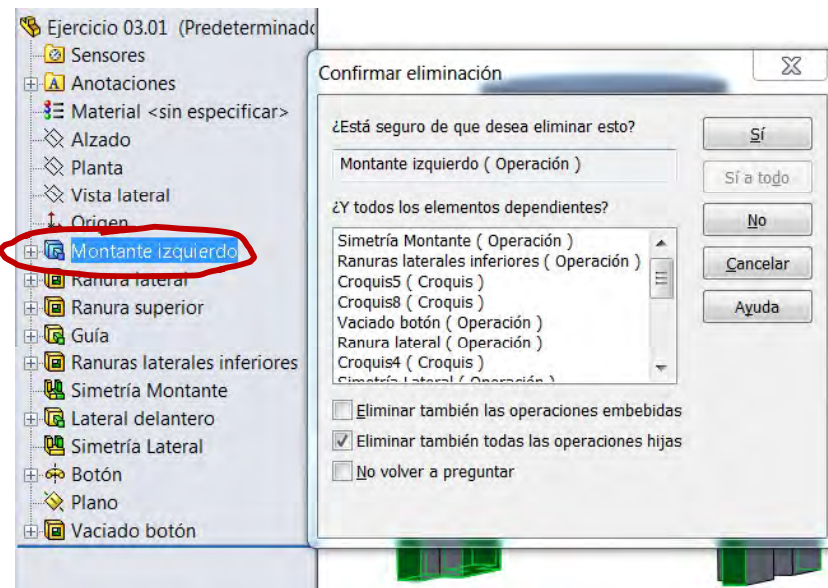 Ejercicio 03.01 (Predeterminado
Sensores
Anotaciones
Material <sin especificar>
Alzado
Planta
Vista lateral
Origen
Montante izquierdo
Ranura lateral
Ranura superior
Guía
Ranuras laterales inferiores
Simetría Montante
Lateral delantero
Simetría Lateral
Botón
Plano
Vaciado botón
Confirmar eliminación
¿Está seguro de que desea eliminar esto?
Montante izquierdo ( Operación )
¿Y todos los elementos dependientes?
Simetría Montante ( Operación )
Ranuras laterales inferiores ( Operación )
Croquis5 ( Croquis )
Croquis8 ( Croquis )
Vaciado botón ( Operación )
Ranura lateral ( Operación )
Croquis4 ( Croquis )
Simetría Lateral ( Operación )
Eliminar también las operaciones embebidas
Eliminar también todas las operaciones hijas
No volver a preguntar
Sí
Sí a todo
No
Cancelar
Ayuda